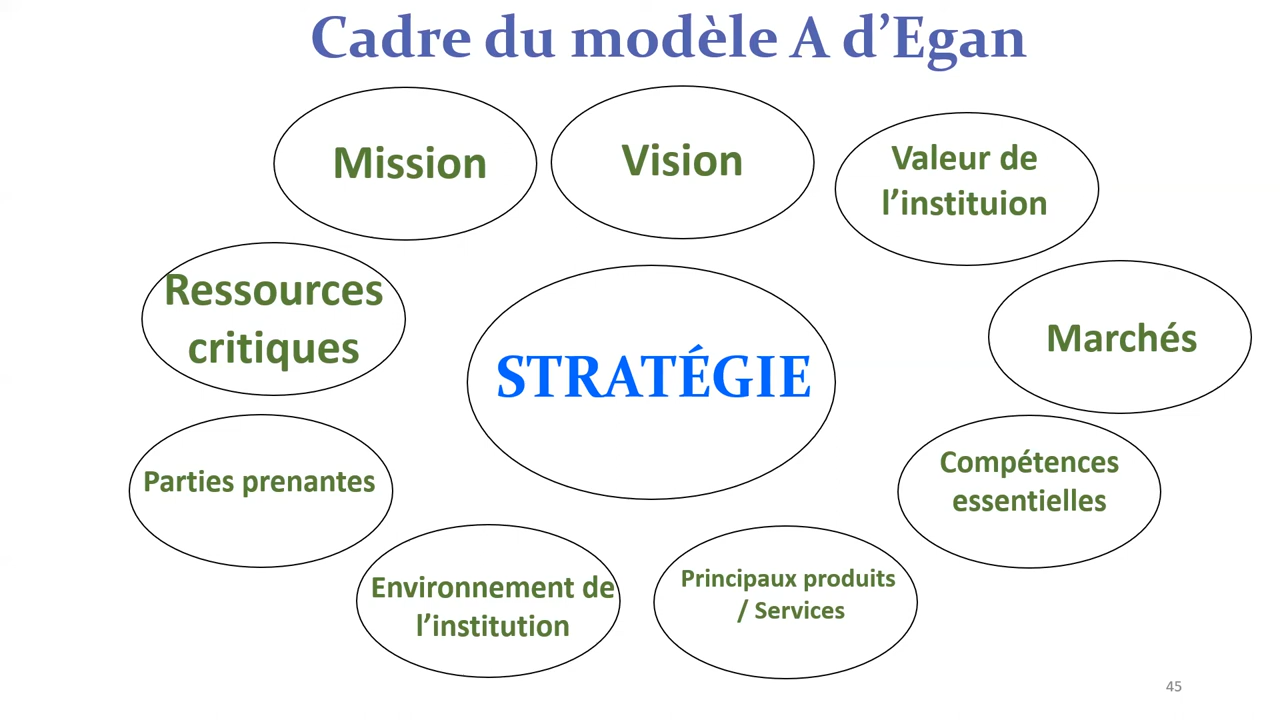 Cadre du modèle A d’Egan
Mission
Vision
Valeur de
l’instituion
Ressources
critiques
STRATÉGIE
Marchés
Parties prenantes
Compétences
essentielles
Environnement de
l’institution
Principaux produits
/ Services
45